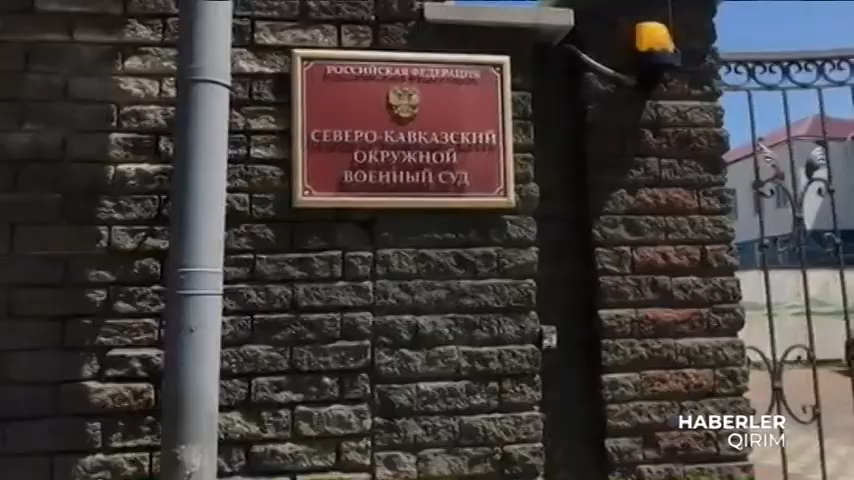 РОССИЙСКАЯ ФЕДЕРАЦИЯ
СЕВЕРО-КАВКАЗСКИЙ
ОКРУЖНОЙ
ВОЕННЫЙ СУД
HABERLER
QIRIM